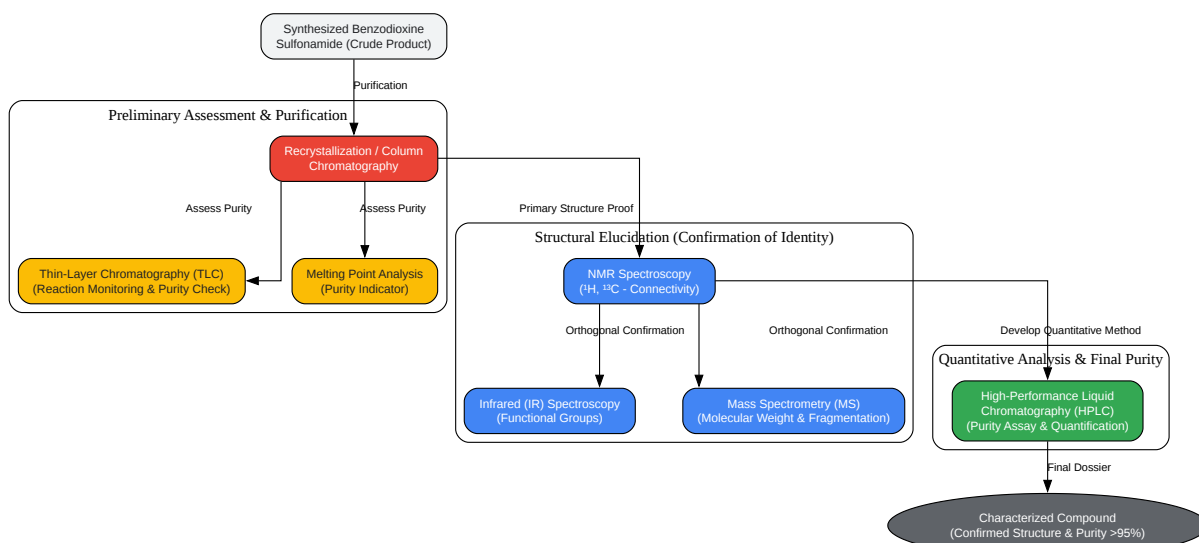 Synthesized Benzodioxine
Sulfonamide (Crude Product)
Purification
Preliminary Assessment & Purification
Recrystallization / Column
Chromatography
Assess Purity
Assess Purity
Primary Structure Proof
Structural Elucidation (Confirmation of Identity)
Thin-Layer Chromatography (TLC)
(Reaction Monitoring & Purity Check)
Melting Point Analysis
(Purity Indicator)
NMR Spectroscopy
(¹H, ¹³C - Connectivity)
Orthogonal Confirmation
Orthogonal Confirmation
Develop Quantitative Method
Quantitative Analysis & Final Purity
Infrared (IR) Spectroscopy
(Functional Groups)
Mass Spectrometry (MS)
(Molecular Weight & Fragmentation)
High-Performance Liquid
Chromatography (HPLC)
(Purity Assay & Quantification)
Final Dossier
Characterized Compound
(Confirmed Structure & Purity >95%)